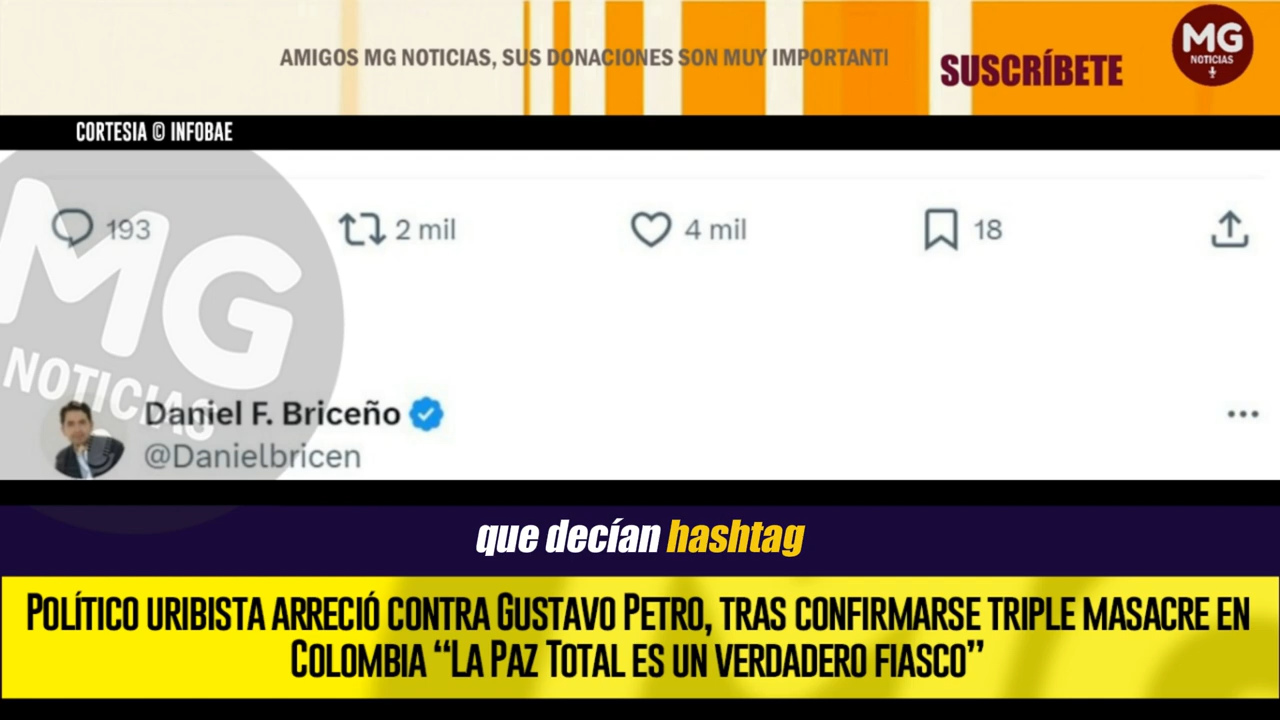 AMIGOS MG NOTICIAS, SUS DONACIONES SON MUY IMPORTANTI
SUSCRÍBETE
MG
NOTICIAS
CORTESIA © INFOBAE
193
2 mil
4 mil
18
MG
NOTICIAS
Daniel F. Briceño
@Danielbricen
que decían hashtag
POLÍTICO URIBISTA ARRECIÓ CONTRA GUSTAVO PETRO, TRAS CONFIRMARSE TRIPLE MASACRE EN
COLOMBIA “LA PAZ TOTAL ES UN VERDADERO FIASCO”